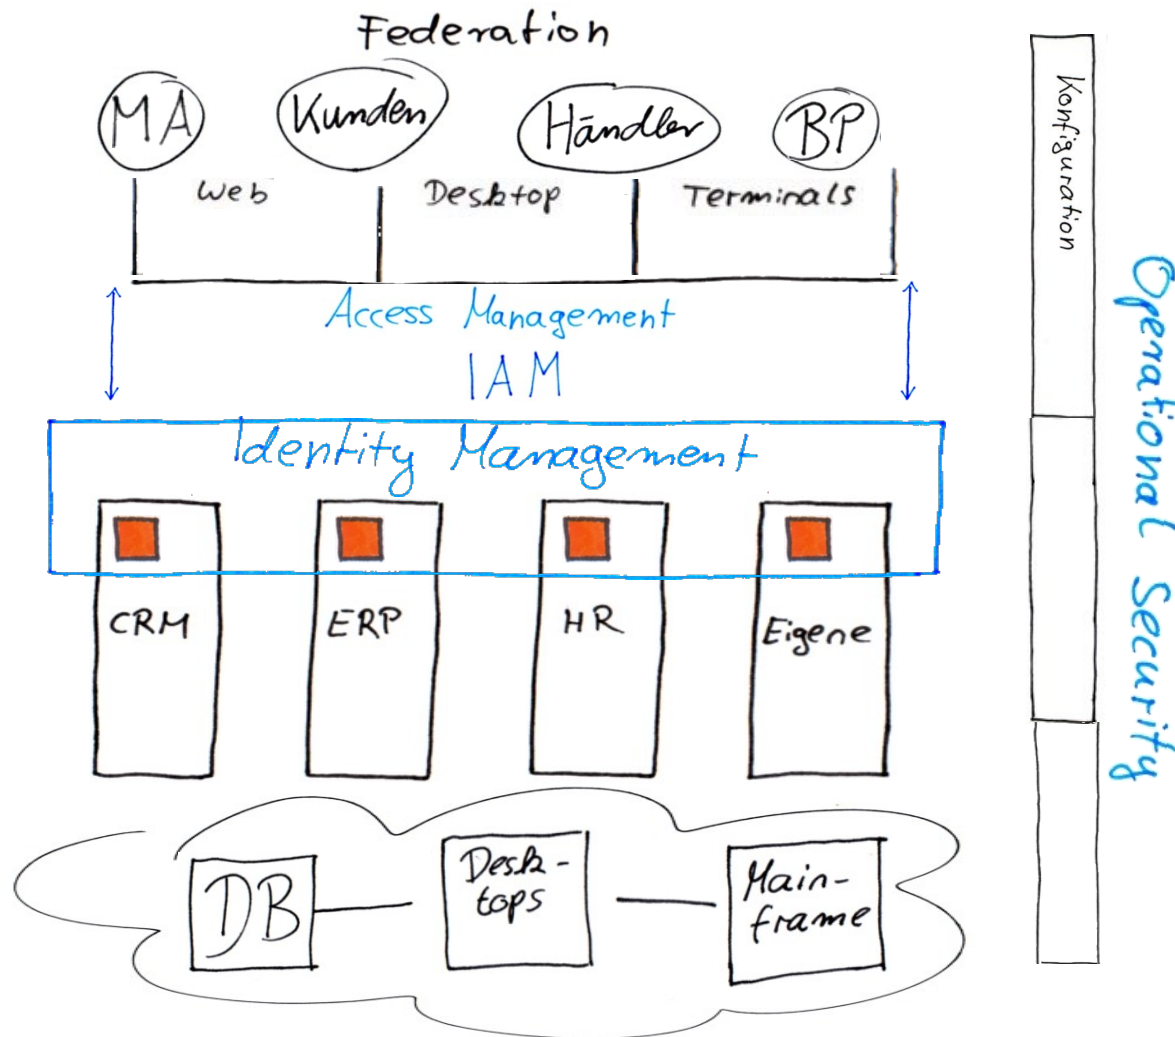 Federation
MA Kunden Händler BP
Web Desktop Terminals
Access Management
IAM
Identity Management
CRM ERP HR Eigene
DB
Desk-
tops
Main-
frame
Konfiguration
Operational Security